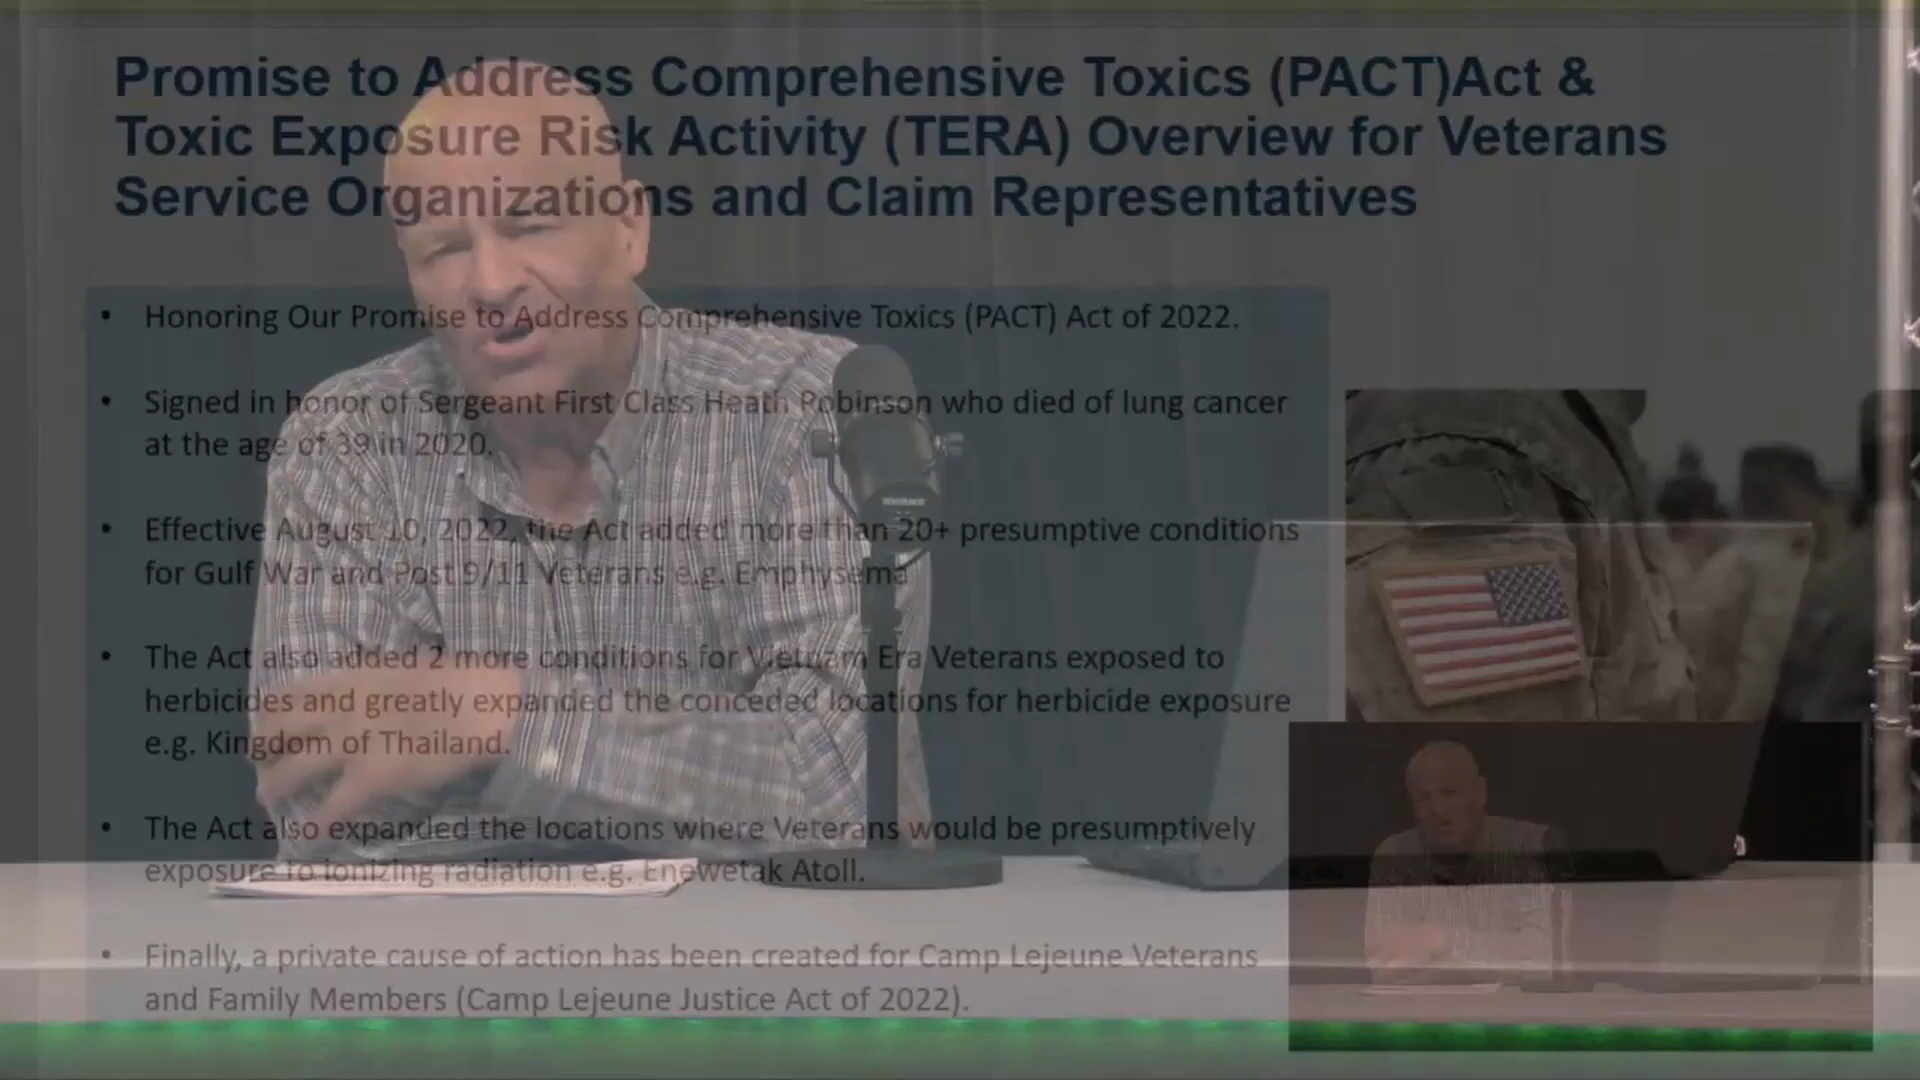 Promise to Address Comprehensive Toxics (PACT)Act &
Toxic Exposure Risk Activity (TERA) Overview for Veterans
Service Organizations and Claim Representatives
• Honoring Our Promise to Address Comprehensive Toxics (PACT) Act of 2022.
• Signed in honor of Sergeant First Class Heath Robinson who died of lung cancer
at the age of 39 in 2020.
• Effective August 10, 2022, the Act added more than 20+ presumptive conditions
for Gulf War and Post 9/11 Veterans e.g. Emphysema
• The Act also added 2 more conditions for Vietnam Era Veterans exposed to
herbicides and greatly expanded the conceded locations for herbicide exposure
e.g. Kingdom of Thailand.
• The Act also expanded the locations where Veterans would be presumptively
exposure to ionizing radiation e.g. Enewetak Atoll.
• Finally, a private cause of action has been created for Camp Lejeune Veterans
and Family Members (Camp Lejeune Justice Act of 2022).